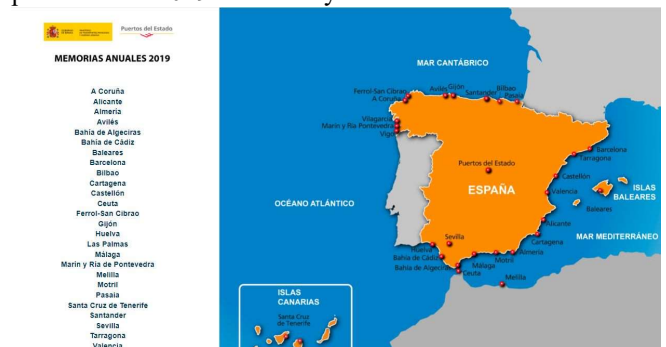 Puertos del Estado
MEMORIAS ANUALES 2019
A Coruña
Alicante
Almería
Avilés
Bahía de Algeciras
Bahía de Cádiz
Baleares
Barcelona
Bilbao
Cartagena
Castellón
Ceuta
Ferrol-San Cibrao
Gijón
Huelva
Las Palmas
Málaga
Marín y Ría de Pontevedra
Melilla
Motril
Pasaia
Santa Cruz de Tenerife
Santander
Sevilla
Tarragona
Valencia
MAR CANTÁBRICO
Ferrol-San Cibrao
A Coruña
Avilés
Gijón
Santander
Bilbao
Pasaia
Vilagarcía
Marín y Ría Pontevedra
Vigo
Barcelona
Tarragona
Puertos del Estado
Castellón
ESPAÑA
Valencia
ISLAS
BALEARES
Baleares
OCÉANO ATLÁNTICO
Alicante
MAR MEDITERRÁNEO
Cartagena
Sevilla
Huelva
Almería
Motril
Bahía de Cádiz
Málaga
Bahía de Algeciras
Ceuta
Melilla
ISLAS
CANARIAS
Santa Cruz
de Tenerife